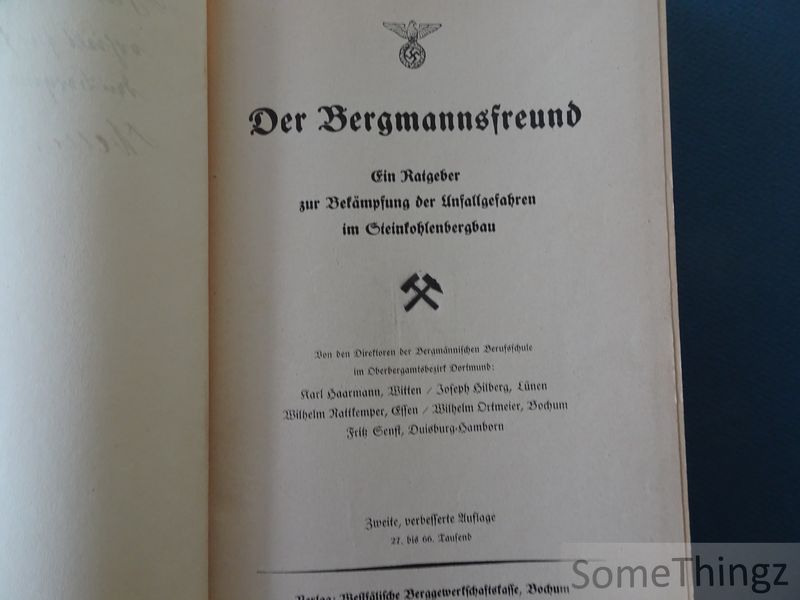 Der Bergmannsfreund
Ein Ratgeber
zur Bekämpfung der Unfallgefahren
im Steinkohlenbergbau
Von den Direktoren der Bergmännischen Berufsschule
im Oberbergamtsbezirk Dortmund:
Karl Haarmann, Witten / Joseph Hilberg, Lünen
Wilhelm Nattkemper, Essen / Wilhelm Ortmeier, Bochum
Fritz Senft, Duisburg-Hamborn
Zweite, verbesserte Auflage
27. bis 66. Tausend
Verlag: Westfälische Berggewerkschaftskasse, Bochum
SomeThingz